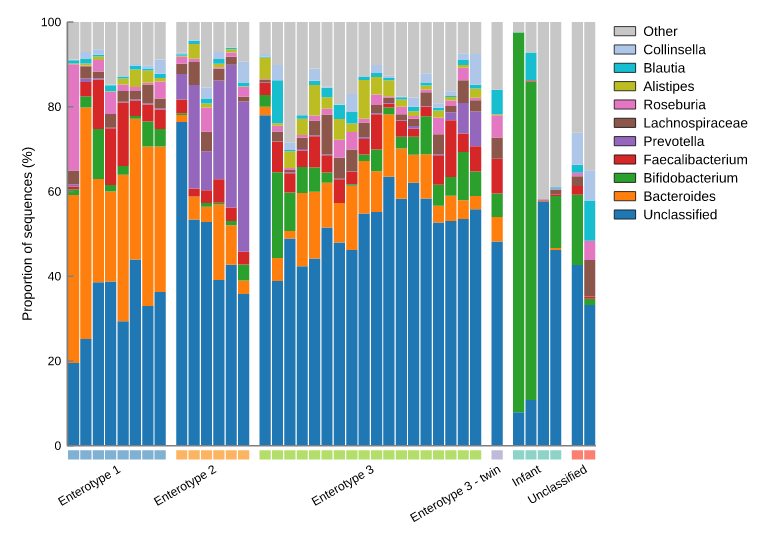 100
80
60
40
20
0
Proportion of sequences (%)
Enterotype 1
Enterotype 2
Enterotype 3
Enterotype 3 - twin
Infant
Unclassified
Other
Collinsella
Blautia
Alistipes
Roseburia
Lachnospiraceae
Prevotella
Faecalibacterium
Bifidobacterium
Bacteroides
Unclassified